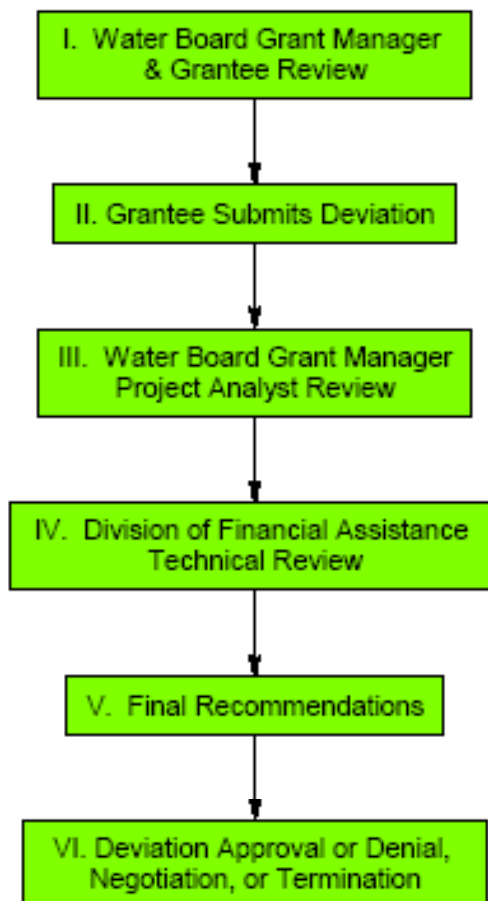 I. Water Board Grant Manager
& Grantee Review
II. Grantee Submits Deviation
III. Water Board Grant Manager
Project Analyst Review
IV. Division of Financial Assistance
Technical Review
V. Final Recommendations
VI. Deviation Approval or Denial,
Negotiation, or Termination